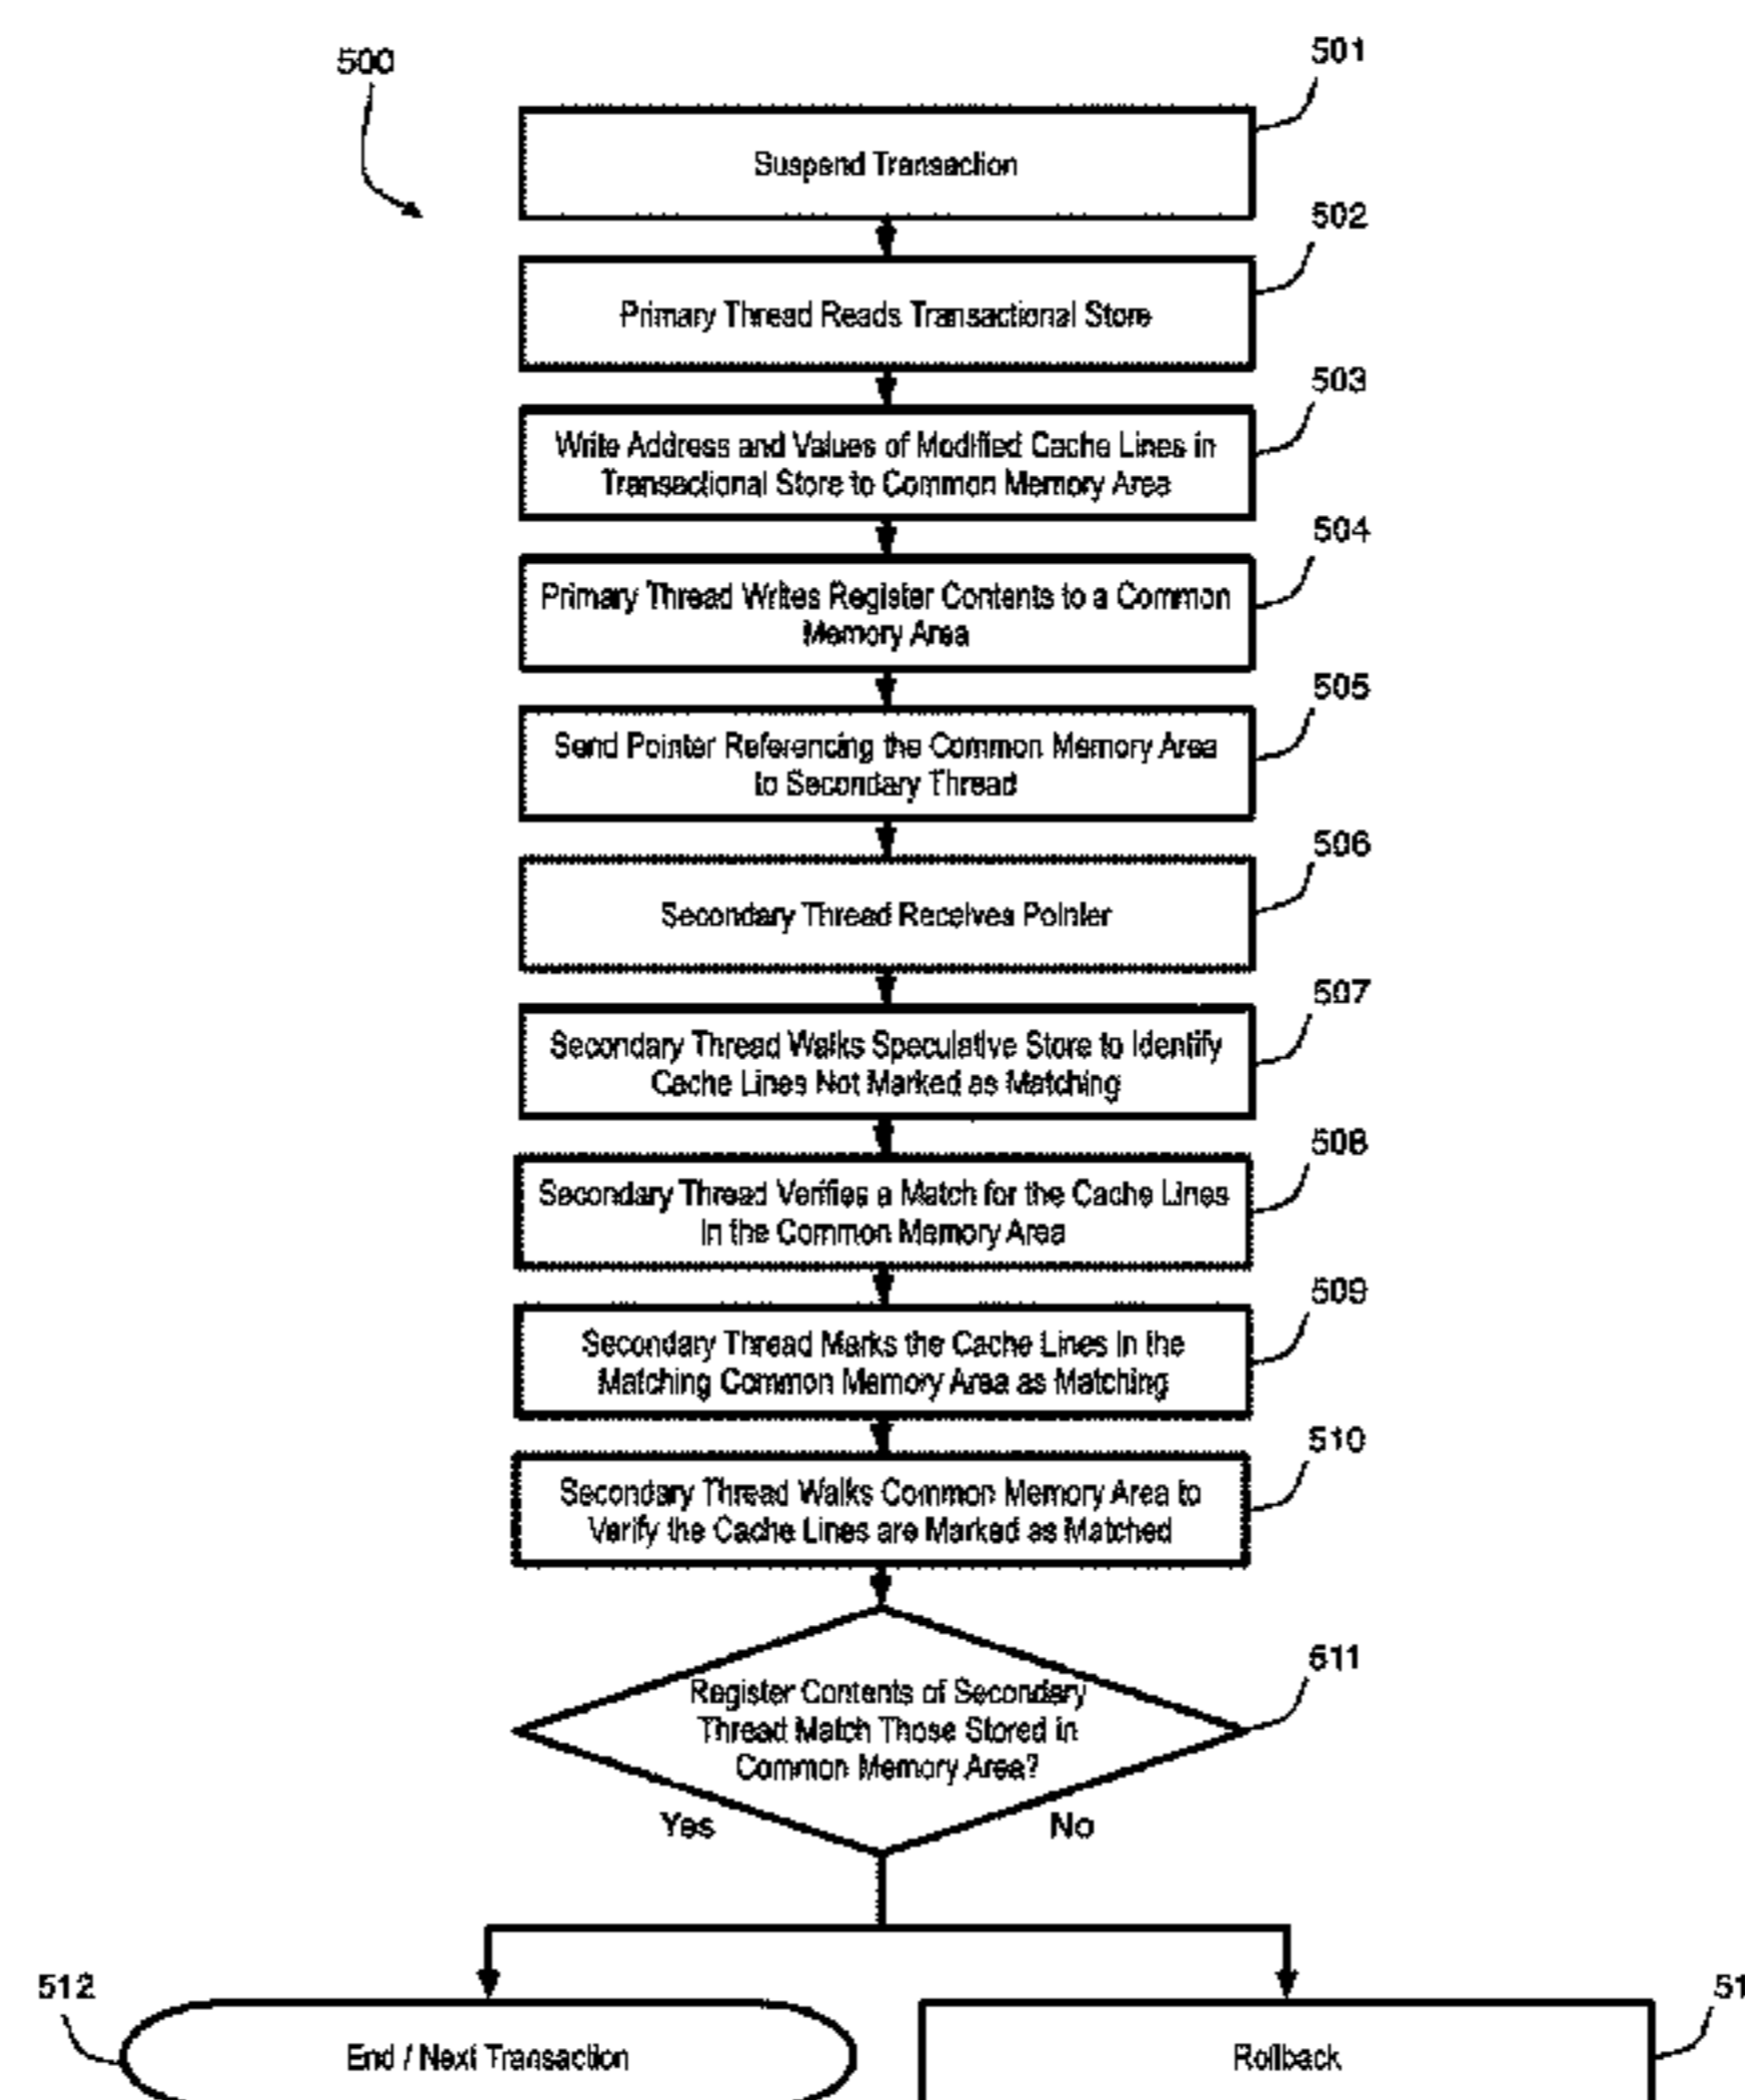 500
501
Suspend Transaction
502
Primary Thread Reads Transactional Store
503
Write Address and Values of Modified Cache Lines in
Transactional Store to Common Memory Area
504
Primary Thread Writes Register Contents to a Common
Memory Area
505
Send Pointer Referencing the Common Memory Area
to Secondary Thread
506
Secondary Thread Receives Pointer
507
Secondary Thread Walks Speculative Store to Identify
Cache Lines Not Marked as Matching
508
Secondary Thread Verifies a Match for the Cache Lines
in the Common Memory Area
509
Secondary Thread Marks the Cache Lines in the
Matching Common Memory Area as Matching
510
Secondary Thread Walks Common Memory Area to
Verify the Cache Lines are Marked as Matched
511
Register Contents of Secondary
Thread Match Those Stored in
Common Memory Area?
Yes No
512
End / Next Transaction
Rollback